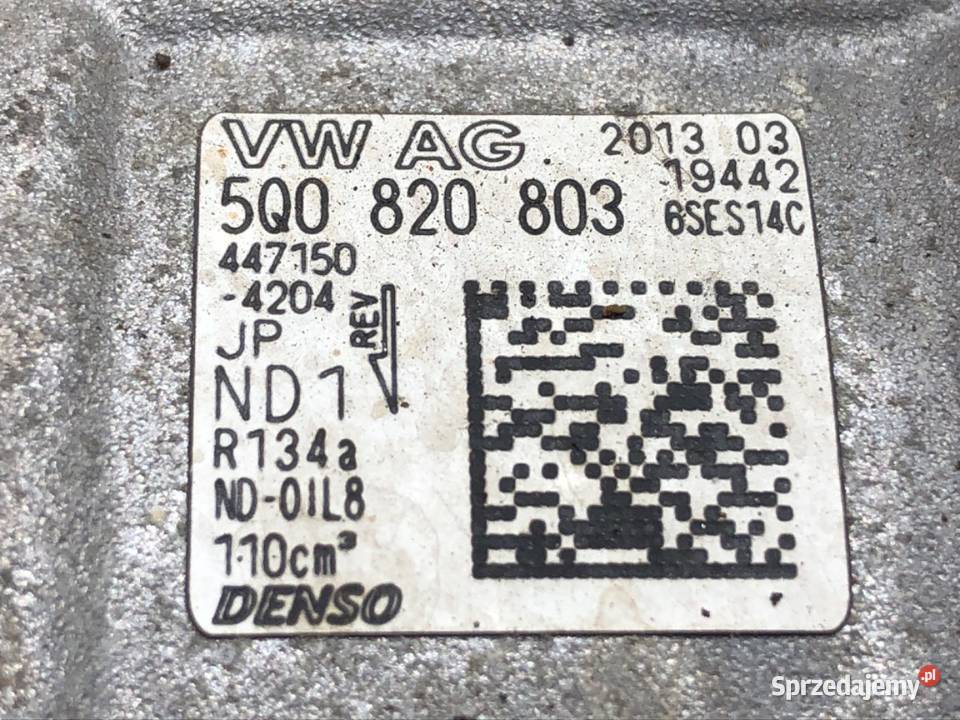 VW AG 2013 03
19442
5Q0 820 803 6SES14C
447150
-4204
REV
JP
ND1
R134a
ND-OIL8
110cm³
DENSO
Sprzedajemy.pl